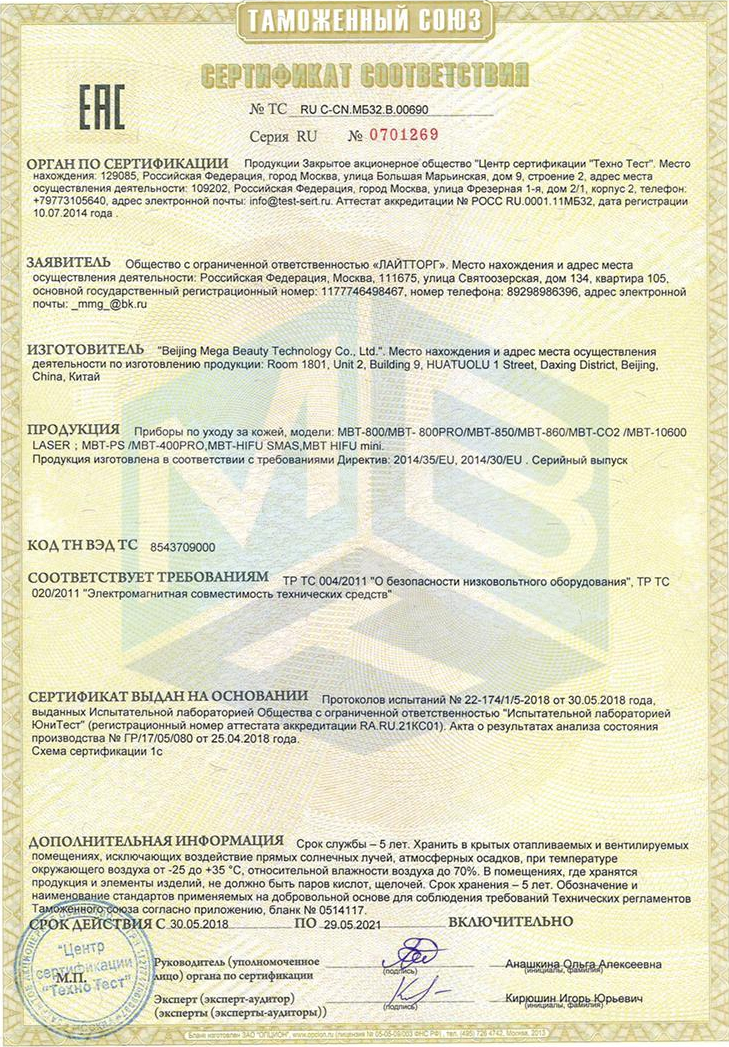 ТАМОЖЕННЫЙ СОЮЗ
СЕРТИФИКАТ СООТВЕТСТВИЯ
ЕАС
№ ТС RU C-CN.МБ32.В.00690
Серия RU № 0701269
ОРГАН ПО СЕРТИФИКАЦИИ Продукции Закрытое акционерное общество "Центр сертификации "Техно Тест". Место
нахождения: 129085, Российская Федерация, город Москва, улица Большая Марьинская, дом 9, строение 2, адрес места
осуществления деятельности: 109202, Российская Федерация, город Москва, улица Фрезерная 1-я, дом 2/1, корпус 2, телефон:
+79773105640, адрес электронной почты: info@test-sert.ru. Аттестат аккредитации № РОСС RU.0001.11МБ32, дата регистрации
10.07.2014 года .
ЗАЯВИТЕЛЬ Общество с ограниченной ответственностью «ЛАЙТТОРГ». Место нахождения и адрес места
осуществления деятельности: Российская Федерация, Москва, 111675, улица Святоозерская, дом 134, квартира 105,
основной государственный регистрационный номер: 1177746498467, номер телефона: 89298986396, адрес электронной
почты: _mmg_@bk.ru
ИЗГОТОВИТЕЛЬ "Beijing Mega Beauty Technology Co., Ltd.". Место нахождения и адрес места осуществления
деятельности по изготовлению продукции: Room 1801, Unit 2, Building 9, HUATUOLU 1 Street, Daxing District, Beijing,
China, Китай
ПРОДУКЦИЯ Приборы по уходу за кожей, модели: MBT-800/MBT- 800PRO/MBT-850/MBT-860/MBT-CO2 /MBT-10600
LASER ; MBT-PS /MBT-400PRO,MBT-HIFU SMAS,MBT HIFU mini.
Продукция изготовлена в соответствии с требованиями Директив: 2014/35/EU, 2014/30/EU . Серийный выпуск
КОД ТН ВЭД ТС 8543709000
СООТВЕТСТВУЕТ ТРЕБОВАНИЯМ ТР ТС 004/2011 "О безопасности низковольтного оборудования", ТР ТС
020/2011 "Электромагнитная совместимость технических средств"
СЕРТИФИКАТ ВЫДАН НА ОСНОВАНИИ Протоколов испытаний № 22-174/1/5-2018 от 30.05.2018 года,
выданных Испытательной лабораторией Общества с ограниченной ответственностью "Испытательной лабораторией
ЮниТест" (регистрационный номер аттестата аккредитации RA.RU.21КС01). Акта о результатах анализа состояния
производства № ГР/17/05/080 от 25.04.2018 года.
Схема сертификации 1с
ДОПОЛНИТЕЛЬНАЯ ИНФОРМАЦИЯ Срок службы – 5 лет. Хранить в крытых отапливаемых и вентилируемых
помещениях, исключающих воздействие прямых солнечных лучей, атмосферных осадков, при температуре
окружающего воздуха от -25 до +35 °С, относительной влажности воздуха до 70%. В помещениях, где хранятся
продукция и элементы изделий, не должно быть паров кислот, щелочей. Срок хранения – 5 лет. Обозначение и
наименование стандартов применяемых на добровольной основе для соблюдения требований Технических регламентов
Таможенного союза согласно приложению, бланк № 0514117.
СРОК ДЕЙСТВИЯ С 30.05.2018 ПО 29.05.2021 ВКЛЮЧИТЕЛЬНО
"Центр
сертификации
"Техно Тест"
М.П.
Руководитель (уполномоченное
лицо) органа по сертификации
(подпись)
Анашкина Ольга Алексеевна
(инициалы, фамилия)
Эксперт (эксперт-аудитор)
(эксперты (эксперты-аудиторы))
(подпись)
Кирюшин Игорь Юрьевич
(инициалы, фамилия)
Бланк изготовлен ЗАО "ОПЦИОН", www.opcion.ru (лицензия № 05-05-09/003 ФНС РФ), тел. (495) 726 4742, Москва, 2013